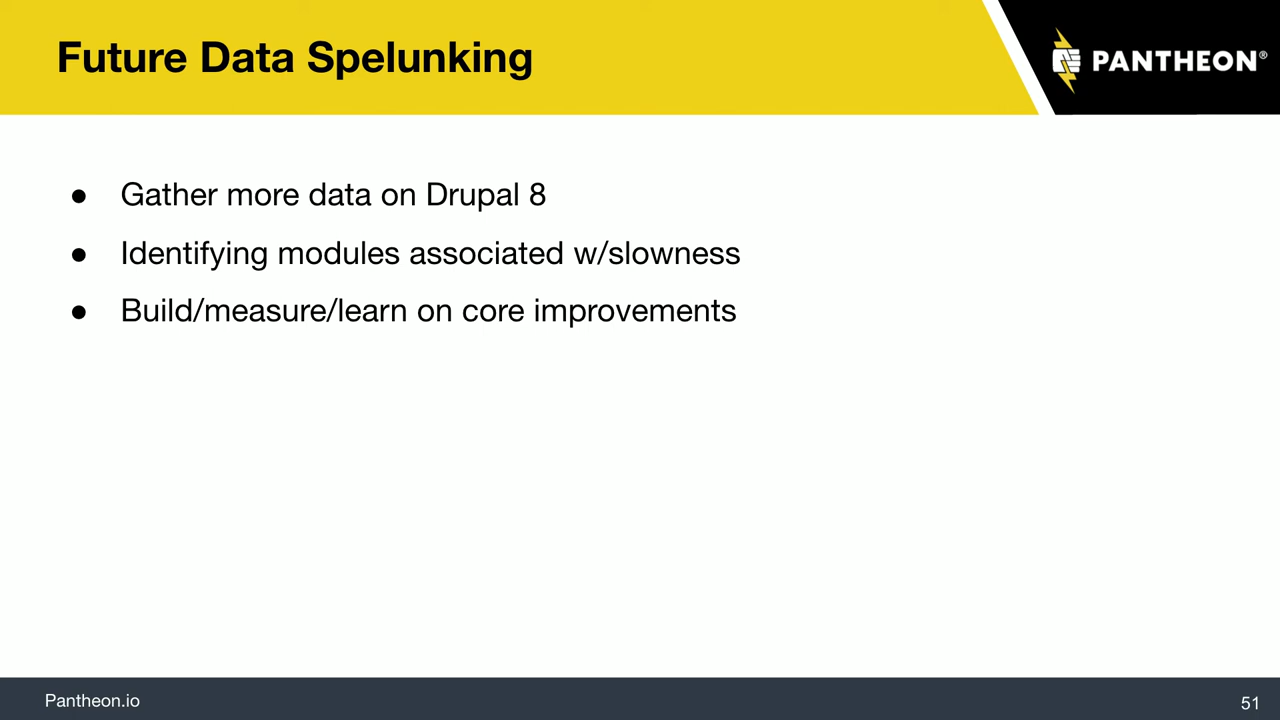 Future Data Spelunking
PANTHEON®
● Gather more data on Drupal 8
● Identifying modules associated w/slowness
● Build/measure/learn on core improvements
Pantheon.io
51